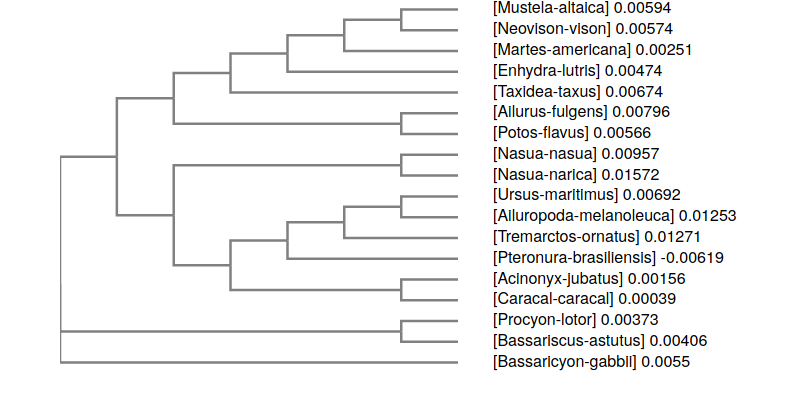 [Mustela-altaica] 0.00594
[Neovison-vison] 0.00574
[Martes-americana] 0.00251
[Enhydra-lutris] 0.00474
[Taxidea-taxus] 0.00674
[Ailurus-fulgens] 0.00796
[Potos-flavus] 0.00566
[Nasua-nasua] 0.00957
[Nasua-narica] 0.01572
[Ursus-maritimus] 0.00692
[Ailuropoda-melanoleuca] 0.01253
[Tremarctos-ornatus] 0.01271
[Pteronura-brasiliensis] -0.00619
[Acinonyx-jubatus] 0.00156
[Caracal-caracal] 0.00039
[Procyon-lotor] 0.00373
[Bassariscus-astutus] 0.00406
[Bassaricyon-gabbii] 0.0055